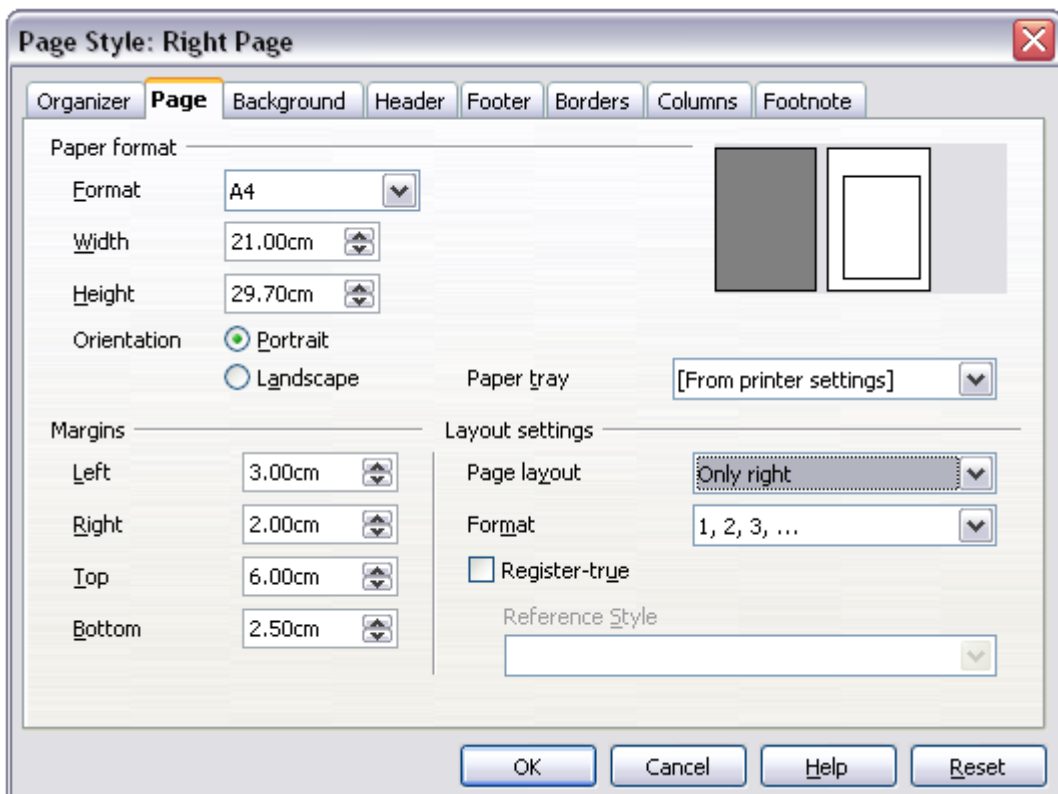 Page Style: Right Page
Organizer Page Background Header Footer Borders Columns Footnote
Paper format
Format A4
Width 21.00cm
Height 29.70cm
Orientation Portrait
Landscape Paper tray [From printer settings]
Margins Layout settings
Left 3.00cm Page layout Only right
Right 2.00cm Format 1, 2, 3, ...
Top 6.00cm Register-true
Reference Style
Bottom 2.50cm
OK Cancel Help Reset